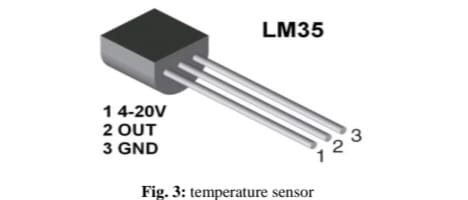 LM35
1 4-20V
2 OUT
3 GND
1 2 3
Fig. 3: temperature sensor